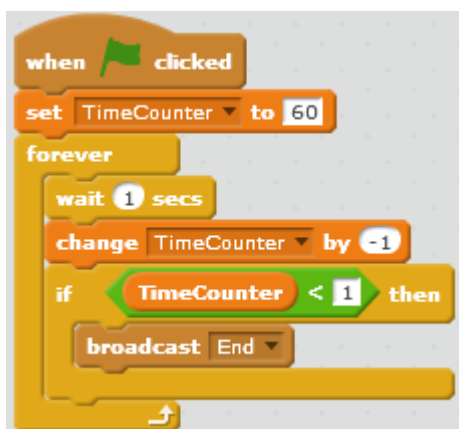 when clicked
set TimeCounter to 60
forever
wait 1 secs
change TimeCounter by -1
if TimeCounter < 1 then
broadcast End